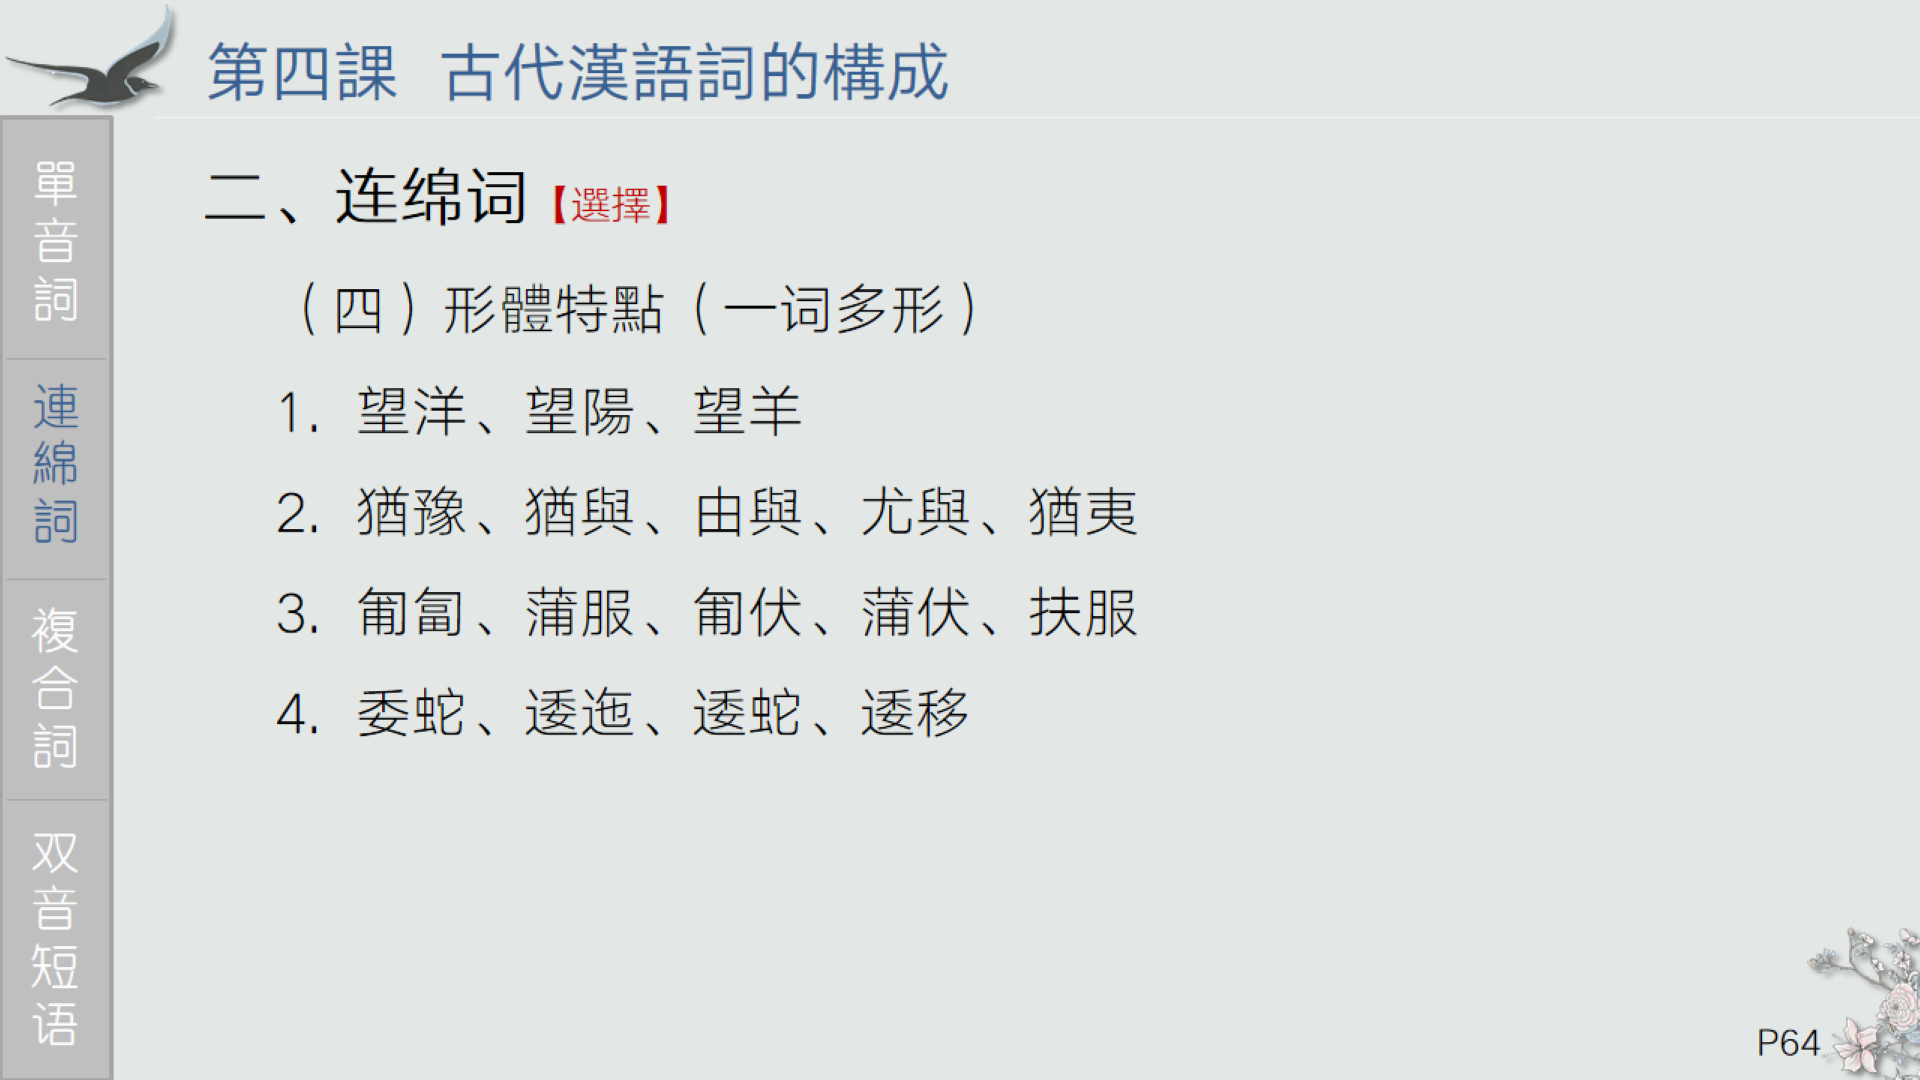 第四課 古代漢語詞的構成
單音詞
連綿詞
複合詞
双音短语
二、连绵词【選擇】
（四）形體特點（一词多形）
1. 望洋、望陽、望羊
2. 猶豫、猶與、由與、尤與、猶夷
3. 匍匐、蒲服、匍伏、蒲伏、扶服
4. 委蛇、逶迤、逶蛇、逶移
P64